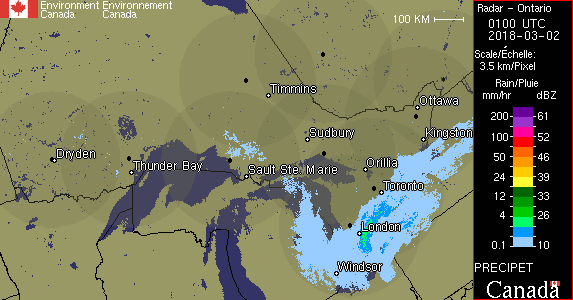 Environment Environnement
Canada Canada
100 KM
Timmins
Ottawa
Sudbury
Kingston
Dryden
Thunder Bay
Sault Ste. Marie
Orillia
Toronto
London
Windsor
Radar - Ontario
0100 UTC
2018-03-02
Scale/Échelle:
3.5 km/Pixel
Rain/Pluie
mm/hr dBZ
200 61
100 52
50 46
24 39
12 33
4 26
0.1 10
PRECIPET
Canada